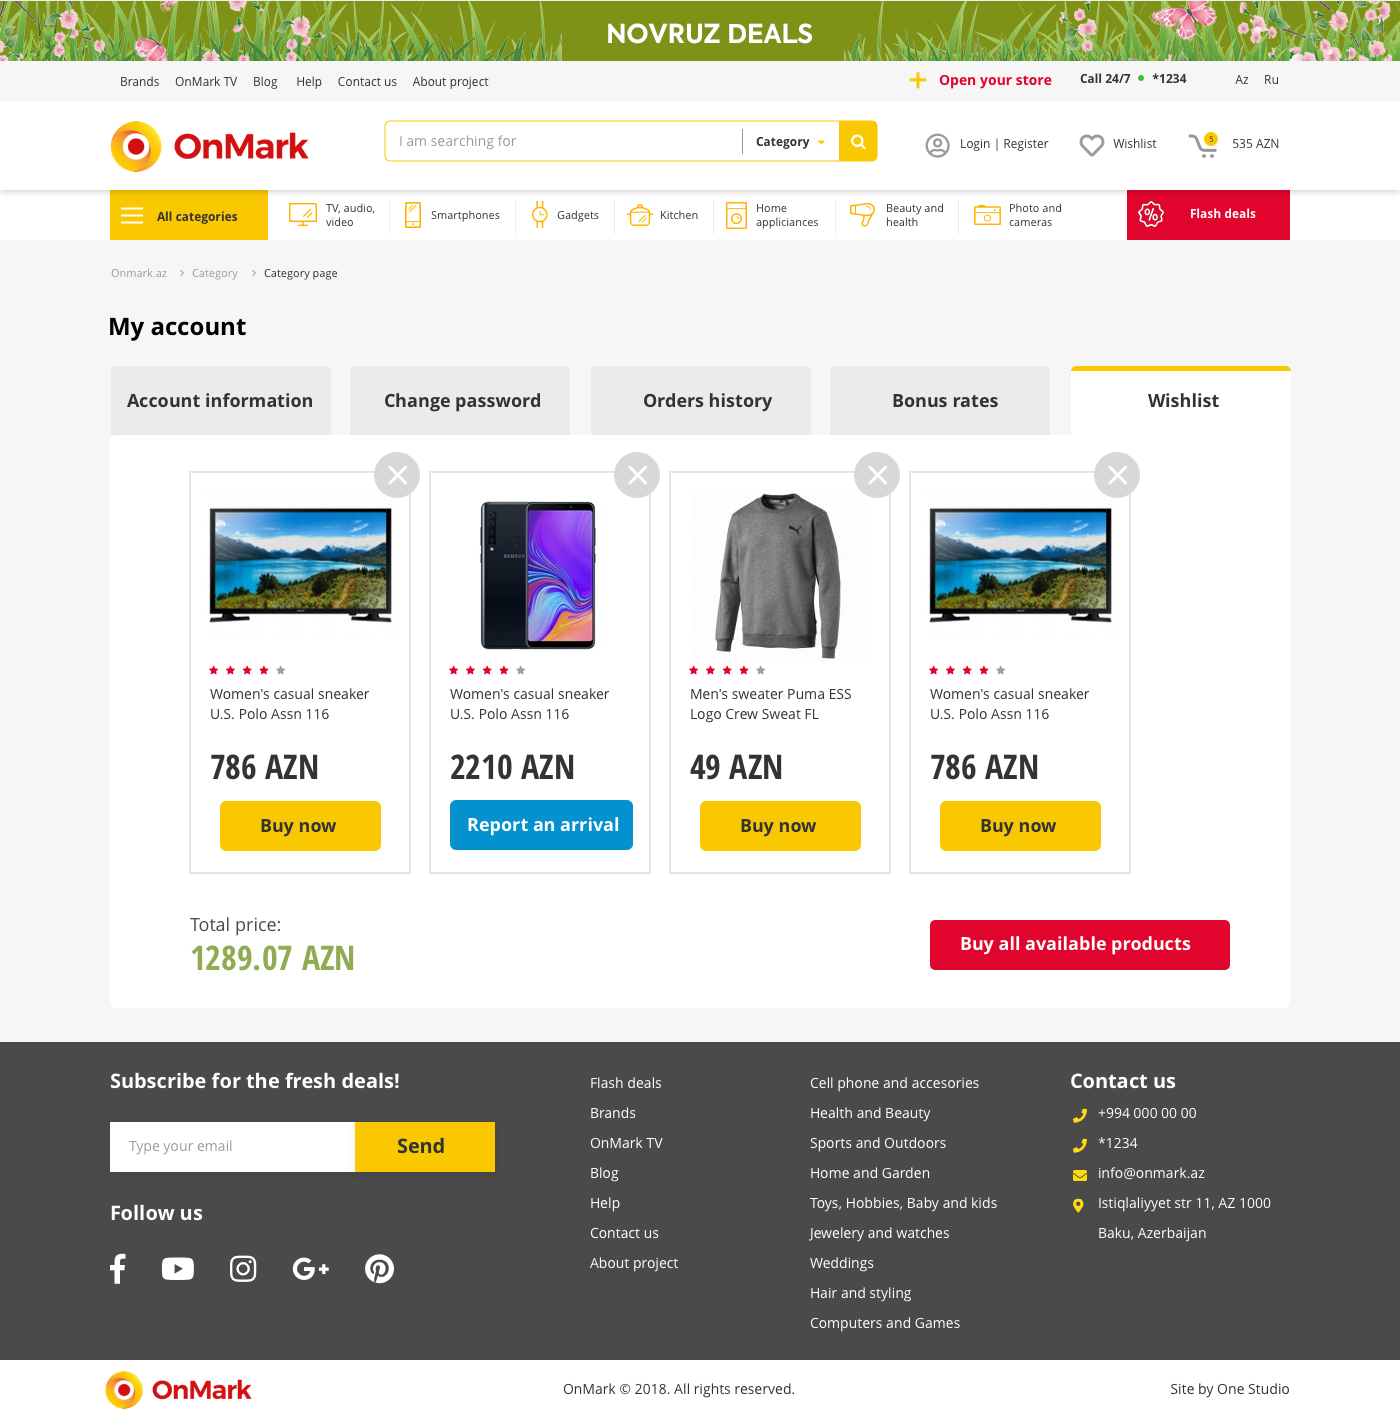 NOVRUZ DEALS
Brands OnMark TV Blog Help Contact us About project
Open your store Call 24/7 • *1234 Az Ru
OnMark
I am searching for Category
Login | Register Wishlist 5 535 AZN
All categories
TV, audio,
video
Smartphones
Gadgets
Kitchen
Home
appliciances
Beauty and
health
Photo and
cameras
%
Flash deals
Onmark.az > Category > Category page
My account
Account information Change password Orders history Bonus rates Wishlist
SAMSUNG
Women's casual sneaker
U.S. Polo Assn 116
786 AZN
Buy now
Women's casual sneaker
U.S. Polo Assn 116
2210 AZN
Report an arrival
Men's sweater Puma ESS
Logo Crew Sweat FL
49 AZN
Buy now
Women's casual sneaker
U.S. Polo Assn 116
786 AZN
Buy now
Total price:
1289.07 AZN
Buy all available products
Subscribe for the fresh deals!
Type your email Send
Follow us
Flash deals
Brands
OnMark TV
Blog
Help
Contact us
About project
Cell phone and accesories
Health and Beauty
Sports and Outdoors
Home and Garden
Toys, Hobbies, Baby and kids
Jewelery and watches
Weddings
Hair and styling
Computers and Games
Contact us
+994 000 00 00
*1234
info@onmark.az
Istiqlaliyyet str 11, AZ 1000
Baku, Azerbaijan
OnMark
OnMark © 2018. All rights reserved.
Site by One Studio